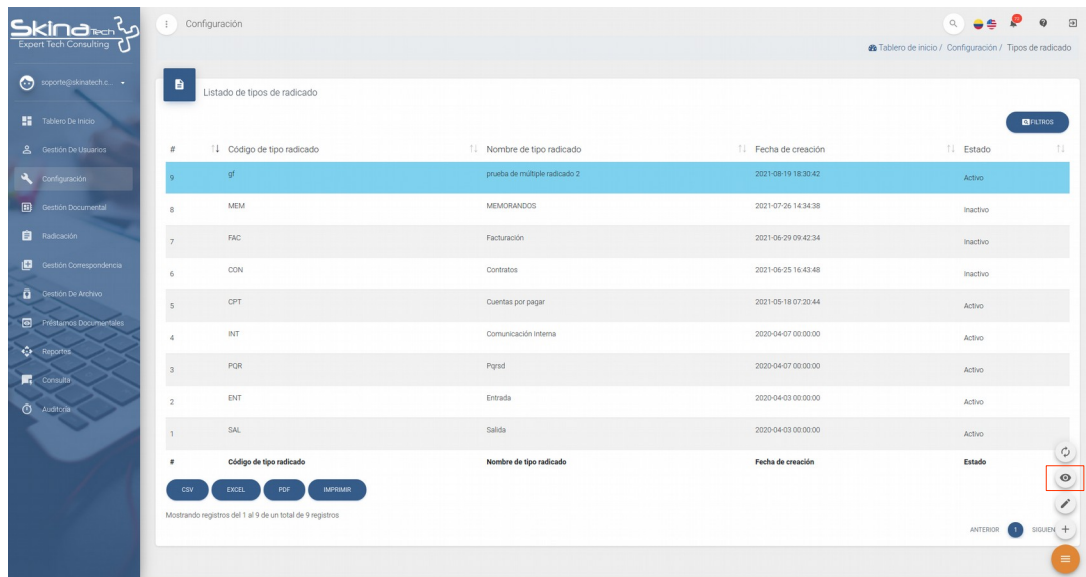 SkinaTech
Expert Tech Consulting
Configuración
Tablero de inicio / Configuración / Tipos de radicado
soporte@skinatech.c...
Tablero De Inicio
Gestión De Usuarios
Configuración
Gestión Documental
Radicación
Gestión Correspondencia
Gestión De Archivo
Préstamos Documentales
Reportes
Consulta
Auditoria
Listado de tipos de radicado
FILTROS
# Código de tipo radicado Nombre de tipo radicado Fecha de creación Estado
9 gf prueba de múltiple radicado 2 2021-08-19 18:30:42 Activo
8 MEM MEMORANDOS 2021-07-26 14:34:38 Inactivo
7 FAC Facturación 2021-06-29 09:42:34 Inactivo
6 CON Contratos 2021-06-25 16:43:48 Inactivo
5 CPT Cuentas por pagar 2021-05-18 07:20:44 Activo
4 INT Comunicación Interna 2020-04-07 00:00:00 Activo
3 PQR Pqrsd 2020-04-07 00:00:00 Activo
2 ENT Entrada 2020-04-03 00:00:00 Activo
1 SAL Salida 2020-04-03 00:00:00 Activo
# Código de tipo radicado Nombre de tipo radicado Fecha de creación Estado
CSV EXCEL PDF IMPRIMIR
Mostrando registros del 1 al 9 de un total de 9 registros
ANTERIOR 1 SIGUIEN